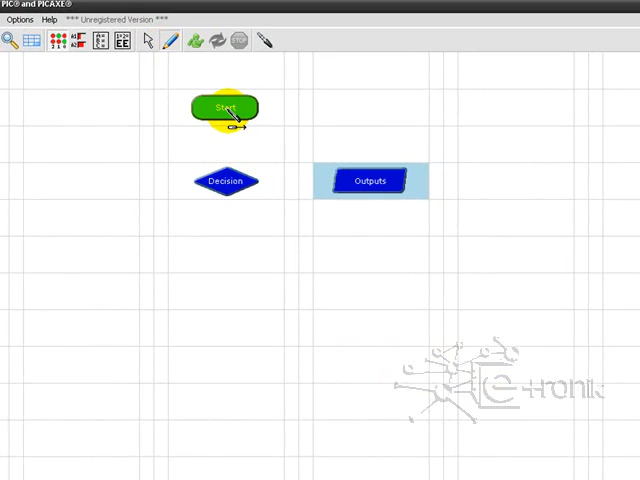 PIC® and PICAXE®
Options Help *** Unregistered Version ***
Start
Decision Outputs
e-tronik